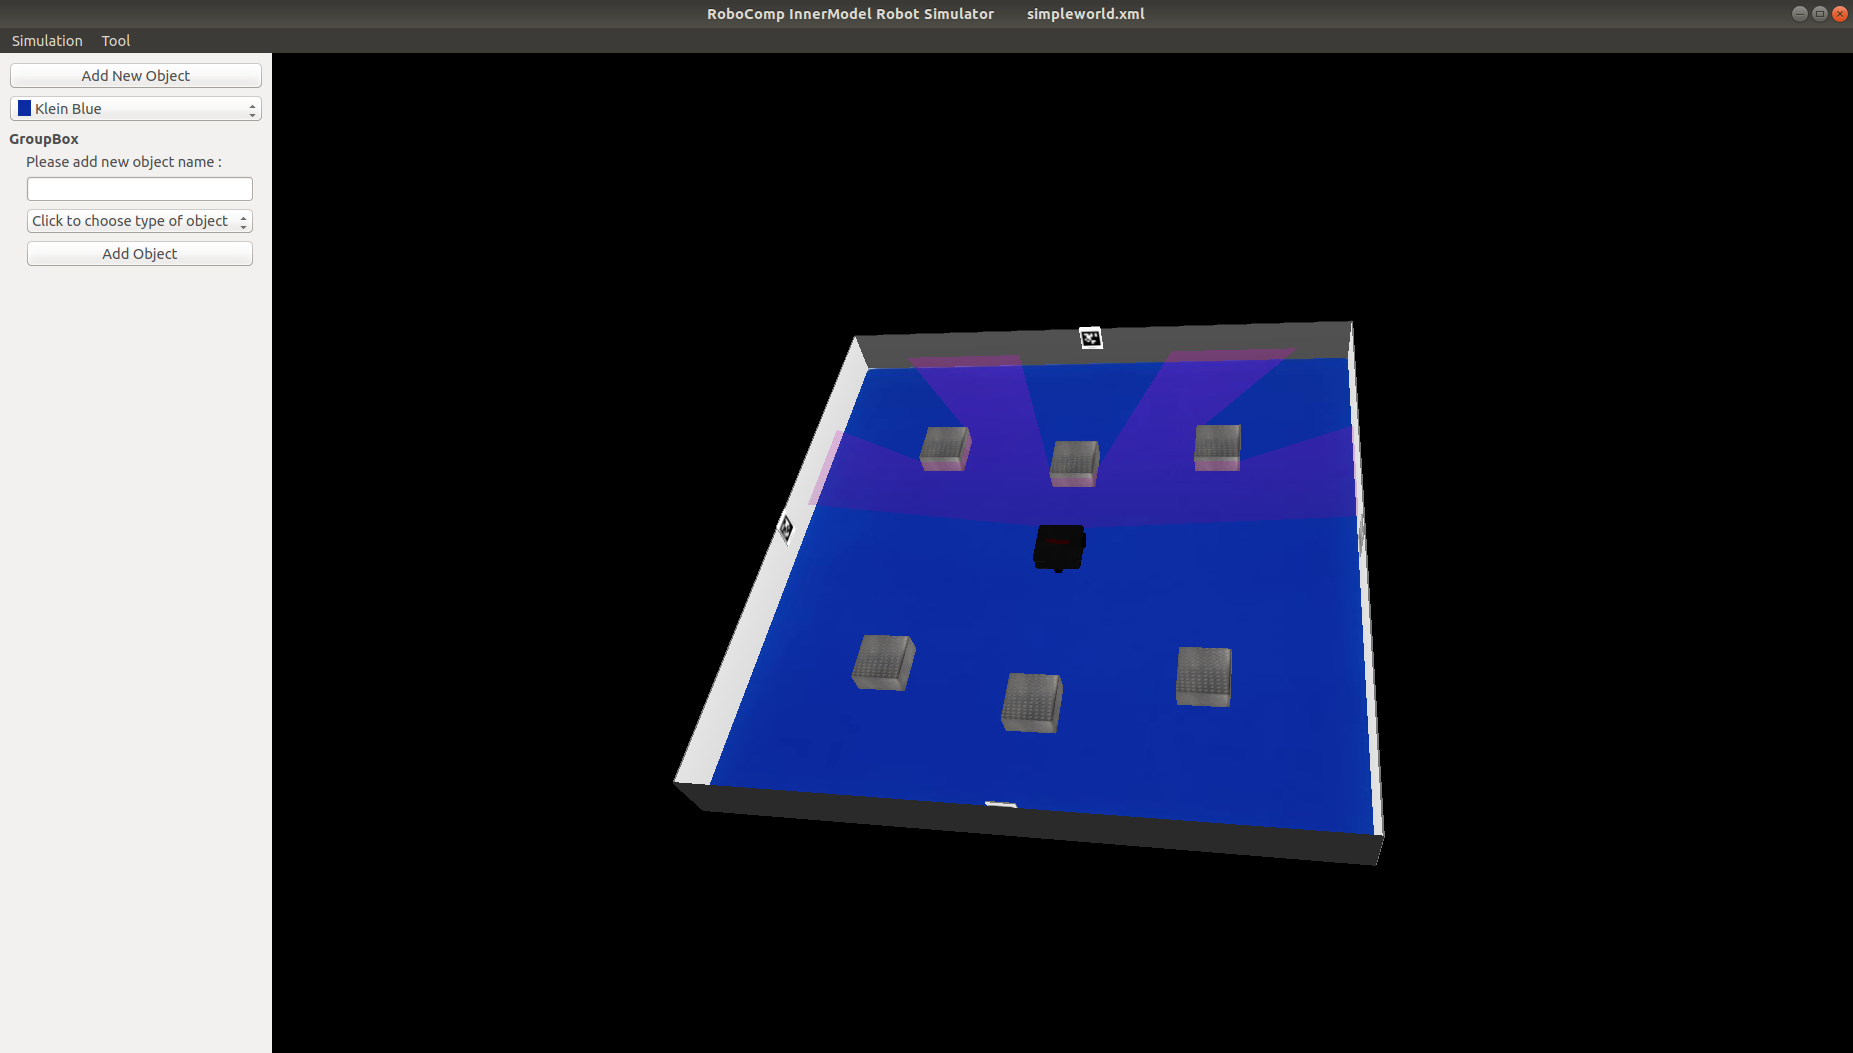 RoboComp InnerModel Robot Simulator simpleworld.xml
Simulation Tool
Add New Object
Klein Blue
GroupBox
Please add new object name :
Click to choose type of object
Add Object